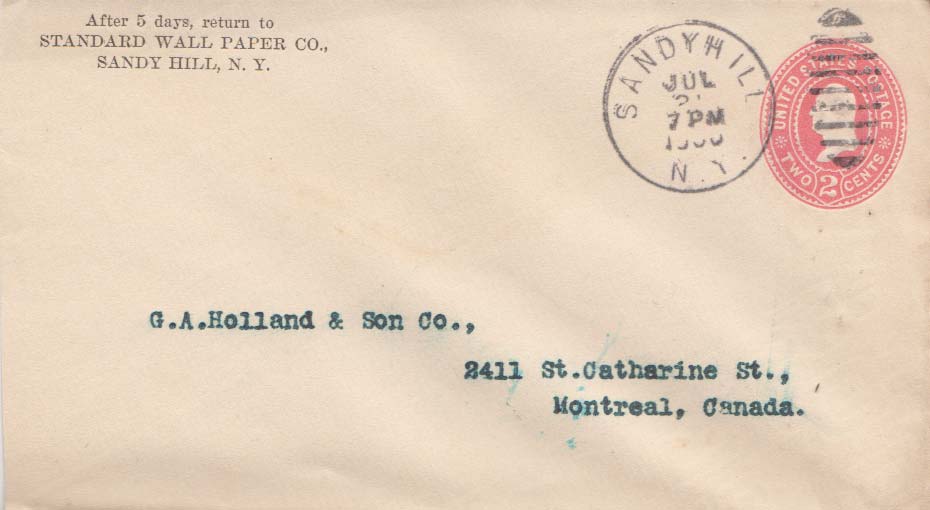 After 5 days, return to
STANDARD WALL PAPER CO.,
SANDY HILL, N. Y.
SANDY HILL
JUL
7 PM
N.Y.
UNITED STATES POSTAGE
TWO 2 CENTS
G.A.Holland & Son Co.,
2411 St.Catharine St.,
Montreal, Canada.